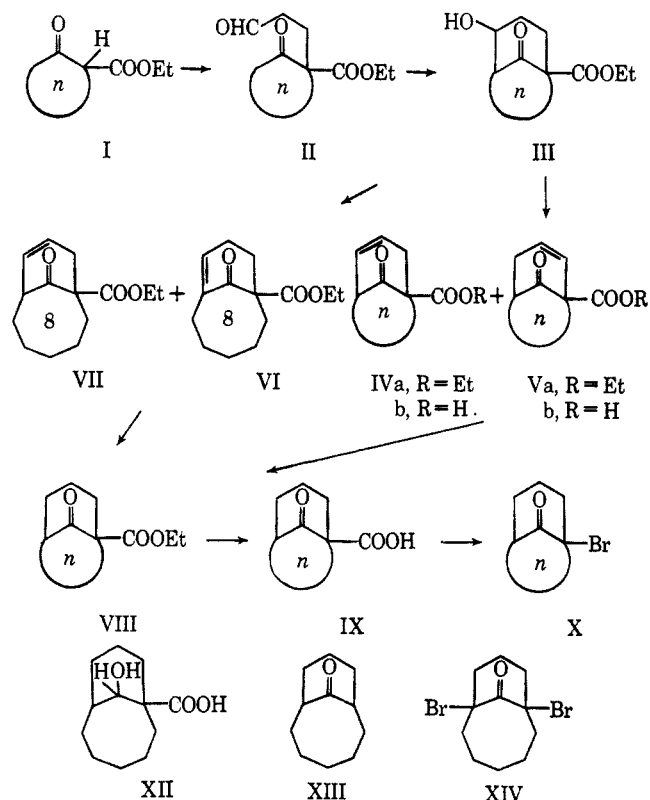 O
H
COOEt
n
I
OHC
O
COOEt
n
II
HO
O
COOEt
n
III
O
COOEt
8
VII
+
O
COOEt
8
VI
O
COOR
n
IVa, R = Et
b, R = H .
+
O
COOR
n
Va, R = Et
b, R = H
O
COOEt
n
VIII
O
COOH
n
IX
O
Br
n
X
HOH
COOH
XII
O
XIII
O
Br
Br
XIV